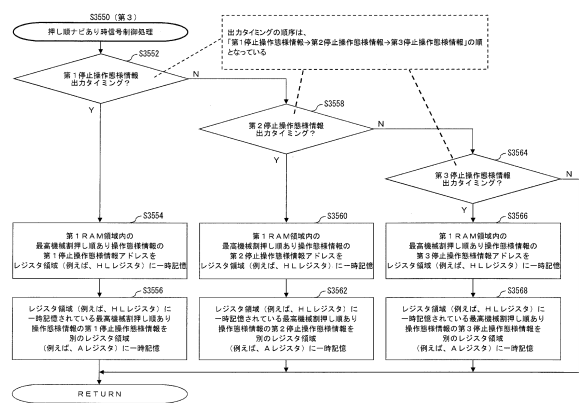 S3550(第3)
押し順ナビあり時信号制御処理
出力タイミングの順序は、
「第1停止操作態様情報→第2停止操作態様情報→第3停止操作態様情報」の順
となっている
S3552
第1停止操作態様情報
出力タイミング?
N
Y
S3558
第2停止操作態様情報
出力タイミング?
N
Y
S3564
第3停止操作態様情報
出力タイミング?
N
Y
S3554
第1RAM領域内の
最高機械割押し順あり操作態様情報の
第1停止操作態様情報アドレスを
レジスタ領域(例えば、HLレジスタ)に一時記憶
S3560
第1RAM領域内の
最高機械割押し順あり操作態様情報の
第2停止操作態様情報アドレスを
レジスタ領域(例えば、HLレジスタ)に一時記憶
S3566
第1RAM領域内の
最高機械割押し順あり操作態様情報の
第3停止操作態様情報アドレスを
レジスタ領域(例えば、HLレジスタ)に一時記憶
S3556
レジスタ領域(例えば、HLレジスタ)に
一時記憶されている最高機械割押し順あり
操作態様情報の第1停止操作態様情報を
別のレジスタ領域
(例えば、Aレジスタ)に一時記憶
S3562
レジスタ領域(例えば、HLレジスタ)に
一時記憶されている最高機械割押し順あり
操作態様情報の第2停止操作態様情報を
別のレジスタ領域
(例えば、Aレジスタ)に一時記憶
S3568
レジスタ領域(例えば、HLレジスタ)に
一時記憶されている最高機械割押し順あり
操作態様情報の第3停止操作態様情報を
別のレジスタ領域
(例えば、Aレジスタ)に一時記憶
RETURN